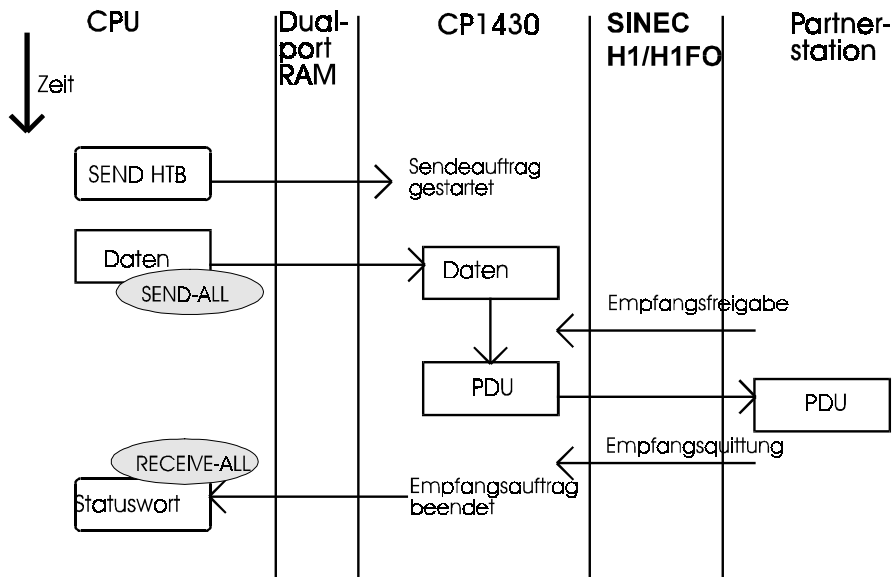 CPU
Dual-
port
RAM
CP1430
SINEC
H1/H1FO
Partner-
station
Zeit
SEND HTB
Sendeauftrag
gestartet
Daten
SEND-ALL
Daten
Empfangsfreigabe
PDU
PDU
Empfangsquittung
RECEIVE-ALL
Statuswort
Empfangsauftrag
beendet